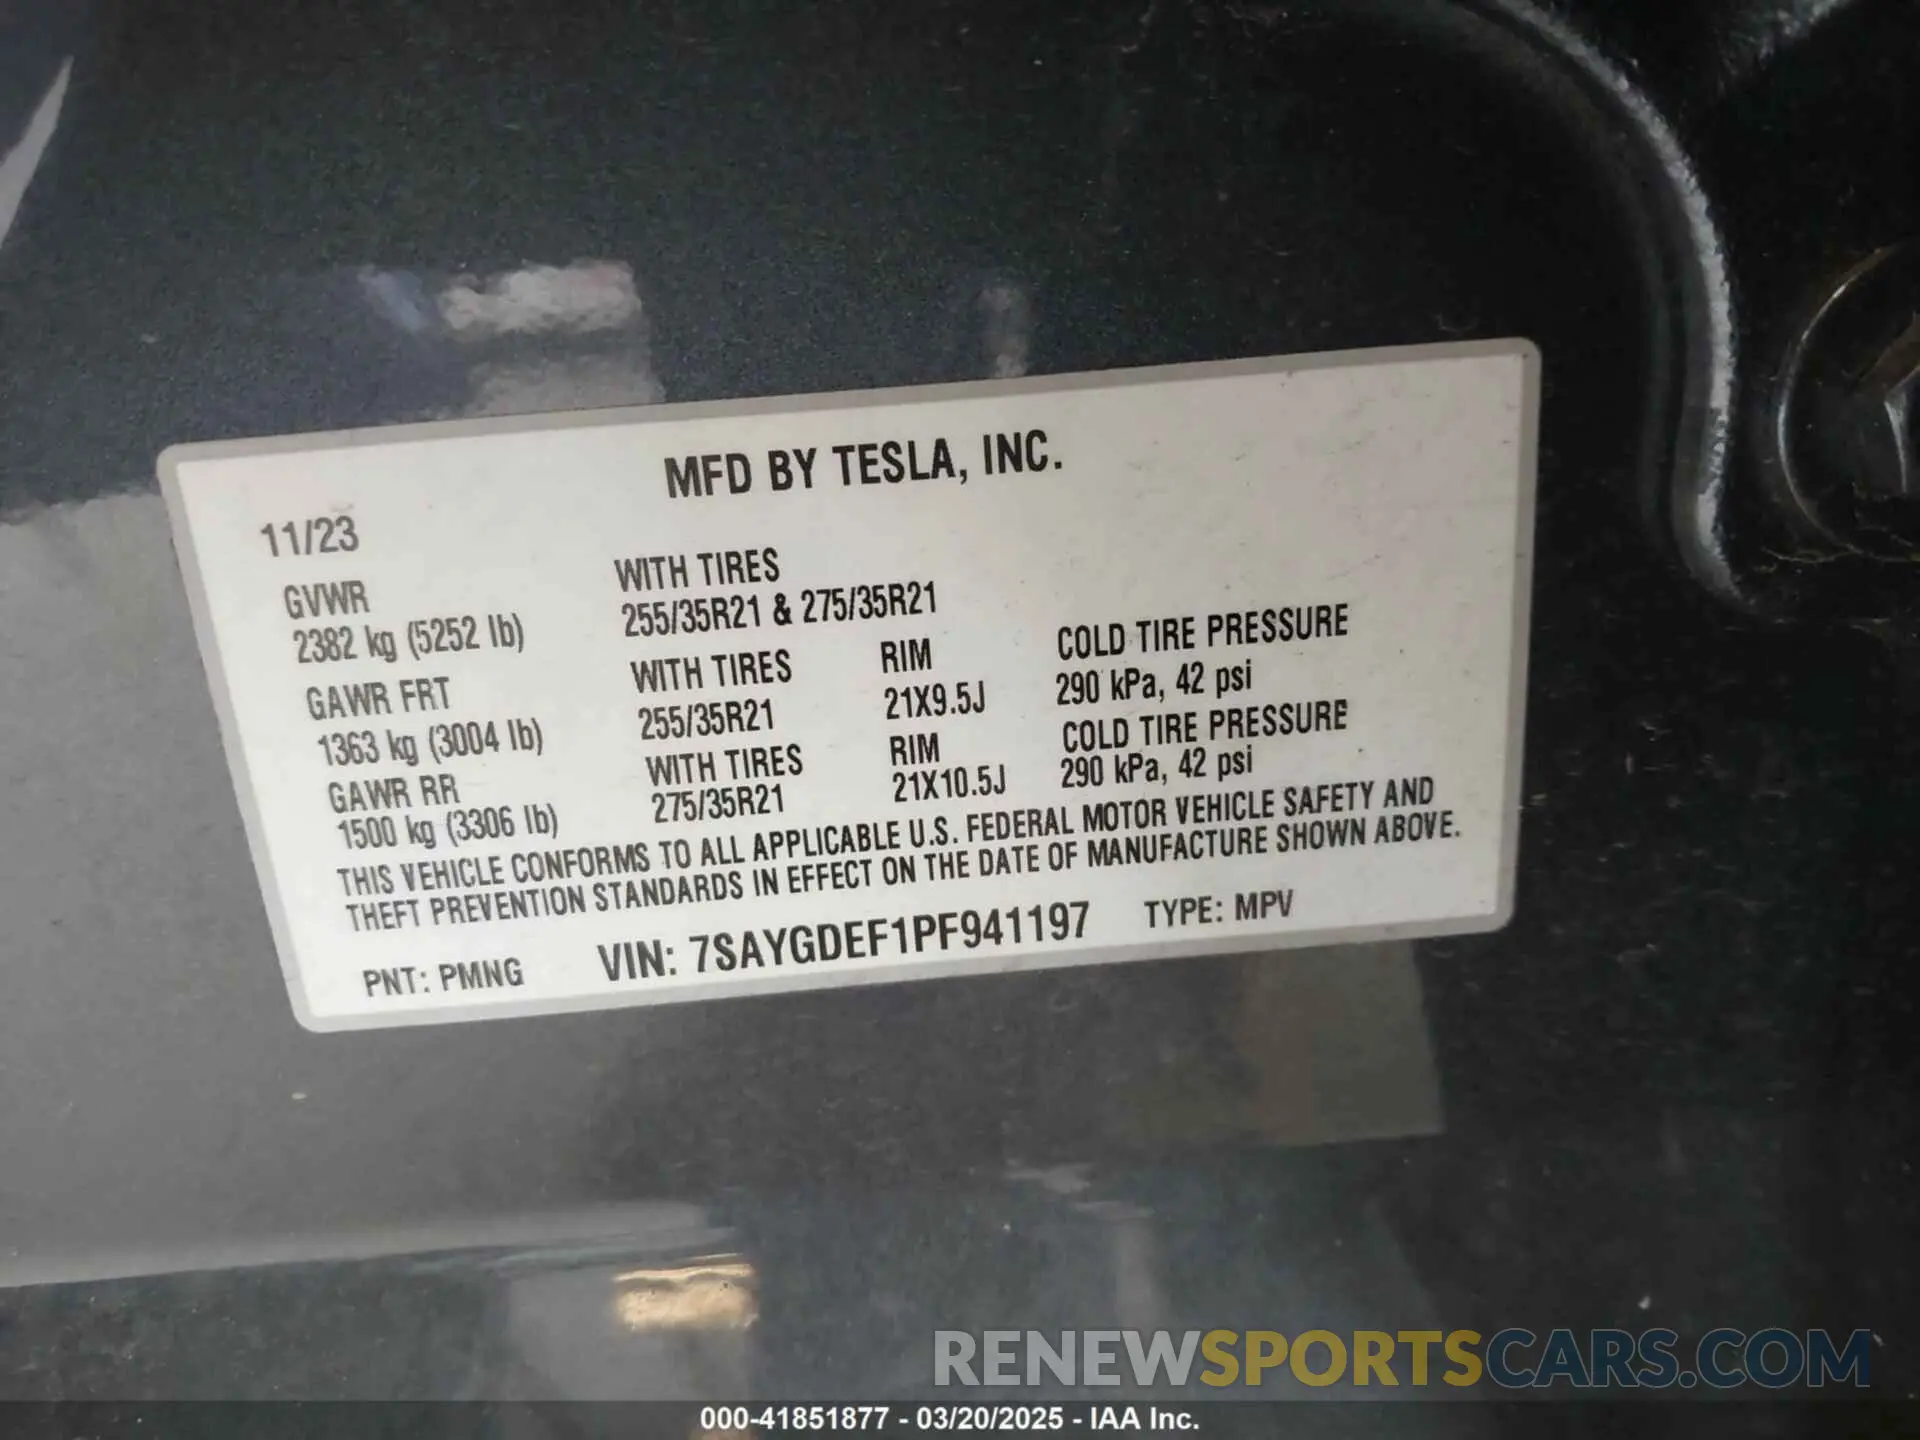 MFD BY TESLA, INC.
11/23
GVWR WITH TIRES
2382 kg (5252 lb) 255/35R21 & 275/35R21
GAWR FRT WITH TIRES RIM COLD TIRE PRESSURE
1363 kg (3004 lb) 255/35R21 21X9.5J 290 kPa, 42 psi
GAWR RR WITH TIRES RIM COLD TIRE PRESSURE
1500 kg (3306 lb) 275/35R21 21X10.5J 290 kPa, 42 psi
THIS VEHICLE CONFORMS TO ALL APPLICABLE U.S. FEDERAL MOTOR VEHICLE SAFETY AND
THEFT PREVENTION STANDARDS IN EFFECT ON THE DATE OF MANUFACTURE SHOWN ABOVE.
PNT: PMNG VIN: 7SAYGDEF1PF941197 TYPE: MPV
RENEWSPORTSCARS.COM
000-41851877 - 03/20/2025 - IAA Inc.